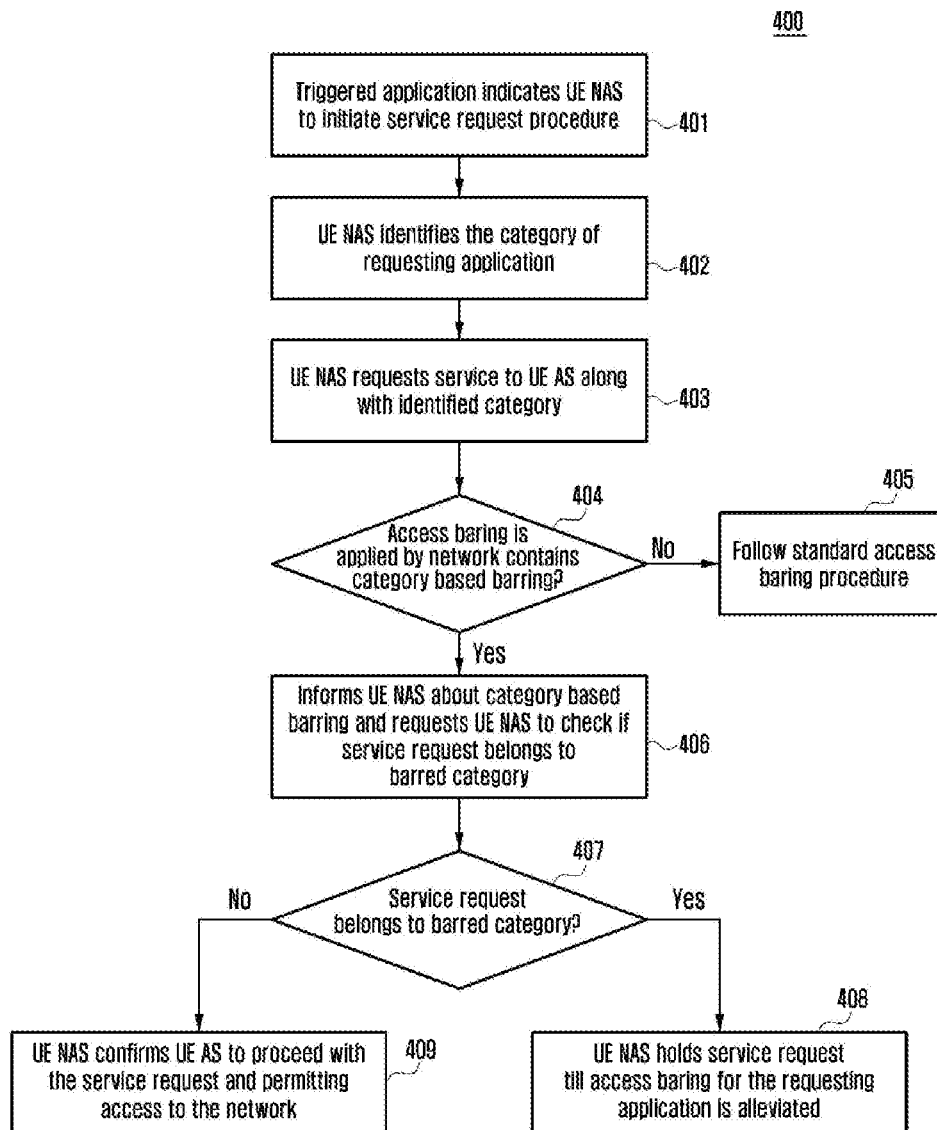 400
Triggered application indicates UE NAS
to initiate service request procedure
401
UE NAS identifies the category of
requesting application
402
UE NAS requests service to UE AS along
with identified category
403
404
Access baring is
applied by network contains
category based barring?
No
405
Follow standard access
baring procedure
Yes
Informs UE NAS about category based
barring and requests UE NAS to check if
service request belongs to
barred category
406
407
Service request
belongs to barred category?
No
Yes
UE NAS confirms UE AS to proceed with
the service request and permitting
access to the network
409
408
UE NAS holds service request
till access baring for the requesting
application is alleviated